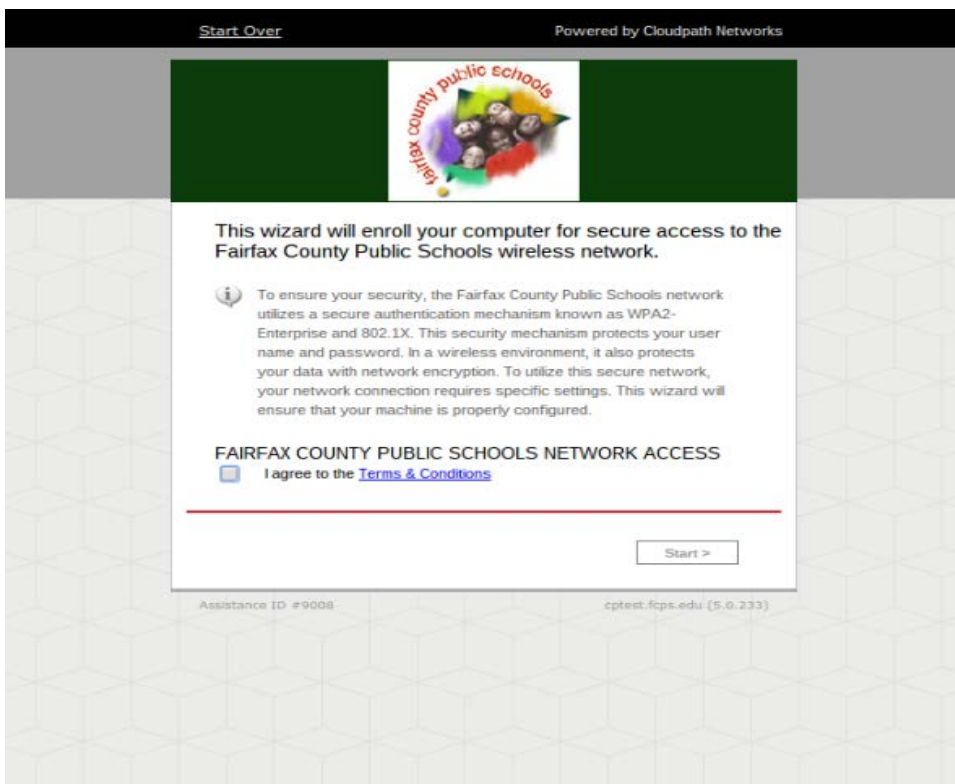 Start Over
Powered by Cloudpath Networks
fairfax county public schools
This wizard will enroll your computer for secure access to the
Fairfax County Public Schools wireless network.
To ensure your security, the Fairfax County Public Schools network
utilizes a secure authentication mechanism known as WPA2-
Enterprise and 802.1X. This security mechanism protects your user
name and password. In a wireless environment, it also protects
your data with network encryption. To utilize this secure network,
your network connection requires specific settings. This wizard will
ensure that your machine is properly configured.
FAIRFAX COUNTY PUBLIC SCHOOLS NETWORK ACCESS
I agree to the Terms & Conditions
Start >
Assistance ID #9008
cptest.fcps.edu (5.0.233)